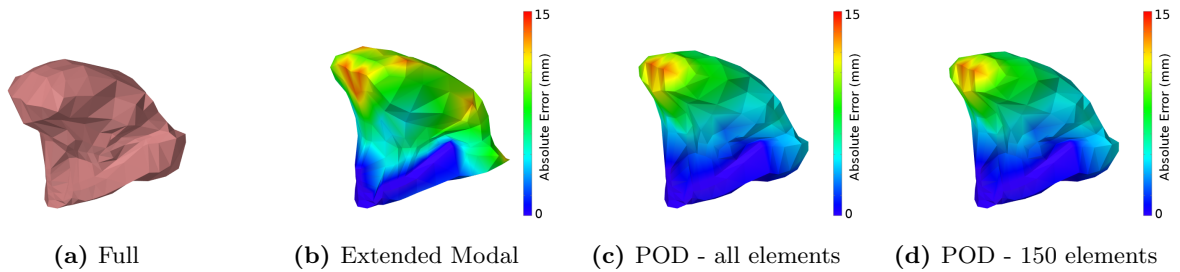 15
Absolute Error (mm)
0
15
Absolute Error (mm)
0
15
Absolute Error (mm)
0
(a) Full
(b) Extended Modal
(c) POD - all elements
(d) POD - 150 elements